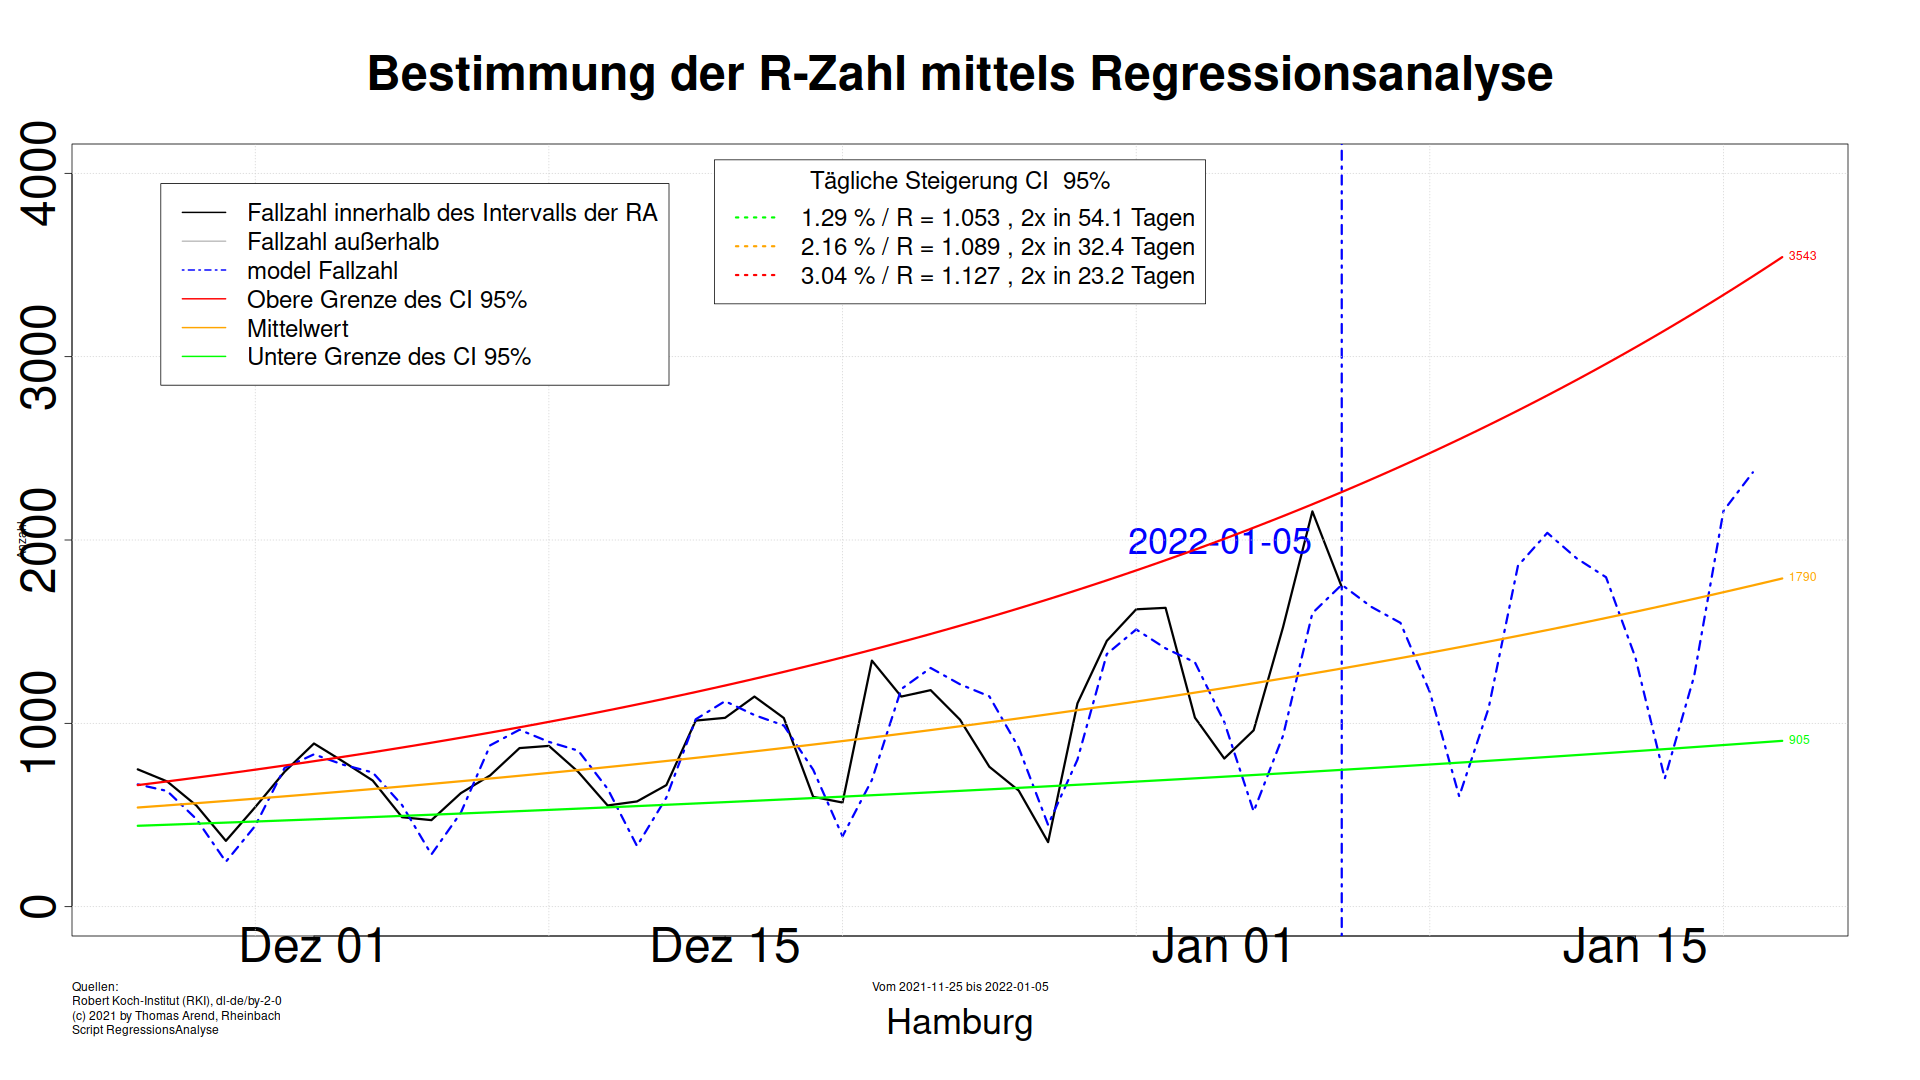 Bestimmung der R-Zahl mittels Regressionsanalyse
4000
3000
2000
1000
0
Anzahl
Fallzahl innerhalb des Intervalls der RA
Fallzahl außerhalb
model Fallzahl
Obere Grenze des CI 95%
Mittelwert
Untere Grenze des CI 95%
Tägliche Steigerung CI  95%
1.29 % / R = 1.053 , 2x in 54.1 Tagen
2.16 % / R = 1.089 , 2x in 32.4 Tagen
3.04 % / R = 1.127 , 2x in 23.2 Tagen
3543
2022-01-05
1790
905
Dez 01
Dez 15
Jan 01
Jan 15
Quellen:
Robert Koch-Institut (RKI), dl-de/by-2-0
(c) 2021 by Thomas Arend, Rheinbach
Script RegressionsAnalyse
Vom 2021-11-25 bis 2022-01-05
Hamburg